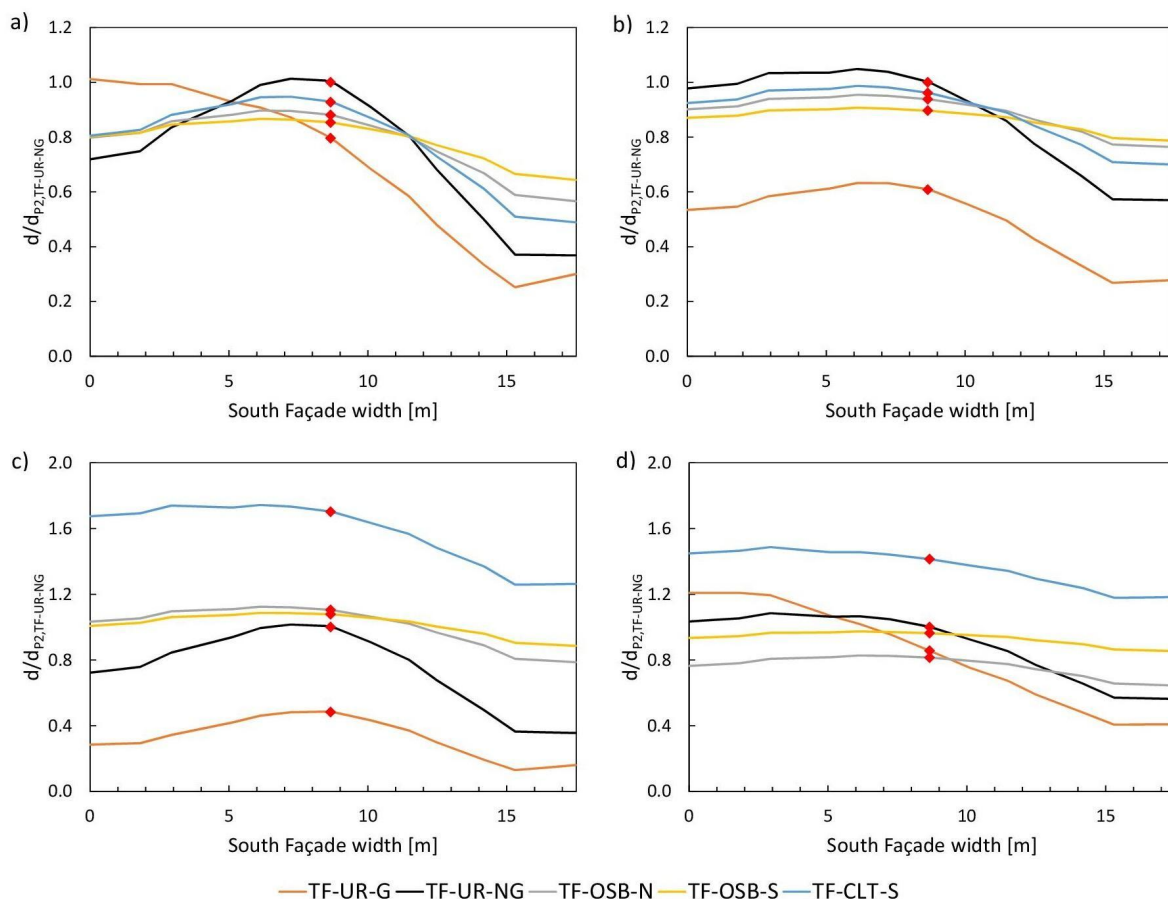 a)
1.2
1.0
0.8
0.6
0.4
0.2
0.0
d/dP2,TF-UR-NG
0 5 10 15
South Façade width [m]
b)
1.2
1.0
0.8
0.6
0.4
0.2
0.0
d/dP2,TF-UR-NG
0 5 10 15
South Façade width [m]
c)
2.0
1.6
1.2
0.8
0.4
0.0
d/dP2,TF-UR-NG
0 5 10 15
South Façade width [m]
d)
2.0
1.6
1.2
0.8
0.4
0.0
d/dP2,TF-UR-NG
0 5 10 15
South Façade width [m]
TF-UR-G TF-UR-NG TF-OSB-N TF-OSB-S TF-CLT-S